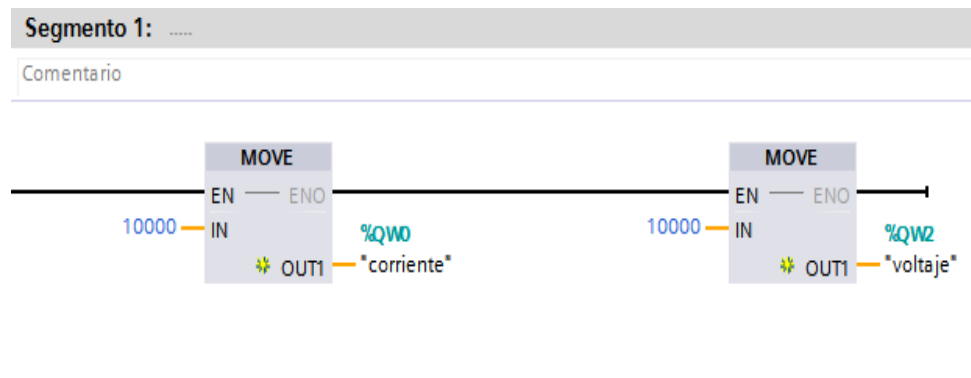 Segmento 1: .....
Comentario
MOVE MOVE
EN ENO EN ENO
10000 IN %QW0 10000 IN %QW2
OUT1 "corriente" OUT1 "voltaje"